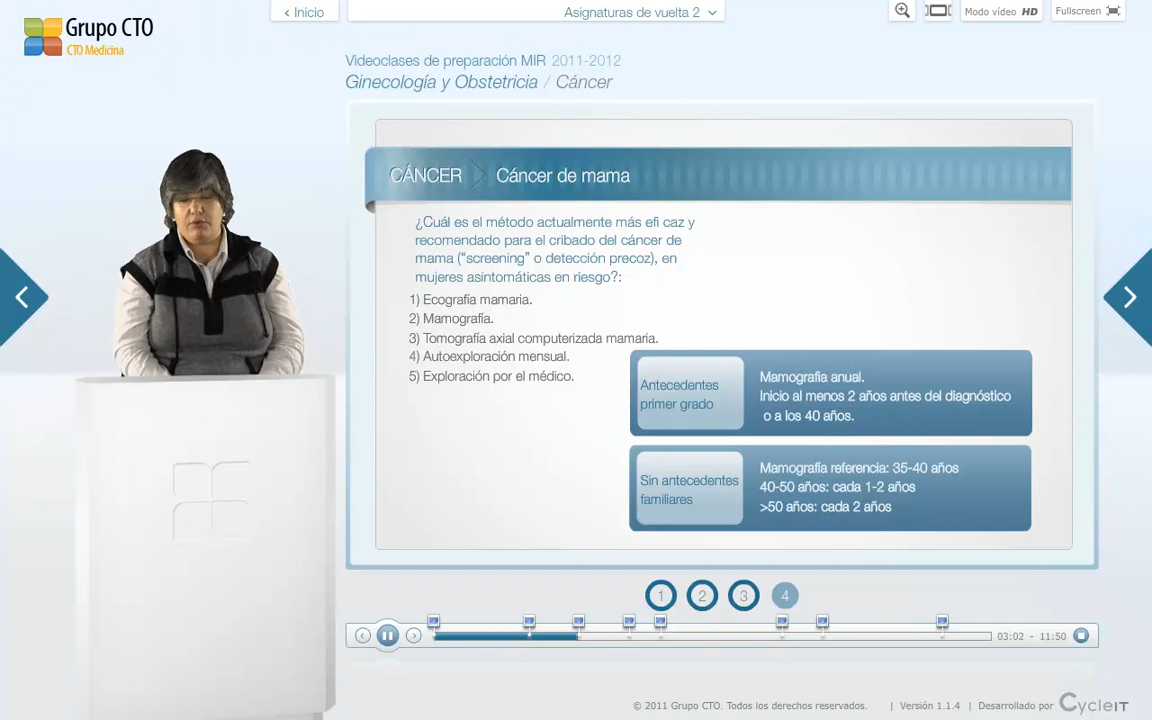 Grupo CTO
CTO Medicina
‹ Inicio
Asignaturas de vuelta 2
Modo vídeo HD
Fullscreen
Videoclases de preparación MIR 2011-2012
Ginecología y Obstetricia / Cáncer
CÁNCER
Cáncer de mama
¿Cuál es el método actualmente más efi caz y
recomendado para el cribado del cáncer de
mama ("screening" o detección precoz), en
mujeres asintomáticas en riesgo?:
1) Ecografía mamaria.
2) Mamografía.
3) Tomografía axial computerizada mamaria.
4) Autoexploración mensual.
5) Exploración por el médico.
Antecedentes
primer grado
Mamografia anual.
Inicio al menos 2 años antes del diagnóstico
o a los 40 años.
Sin antecedentes
familiares
Mamografía referencia: 35-40 años
40-50 años: cada 1-2 años
>50 años: cada 2 años
1 2 3 4
03:02 - 11:50
© 2011 Grupo CTO. Todos los derechos reservados. | Versión 1.1.4 | Desarrollado por CycleIT